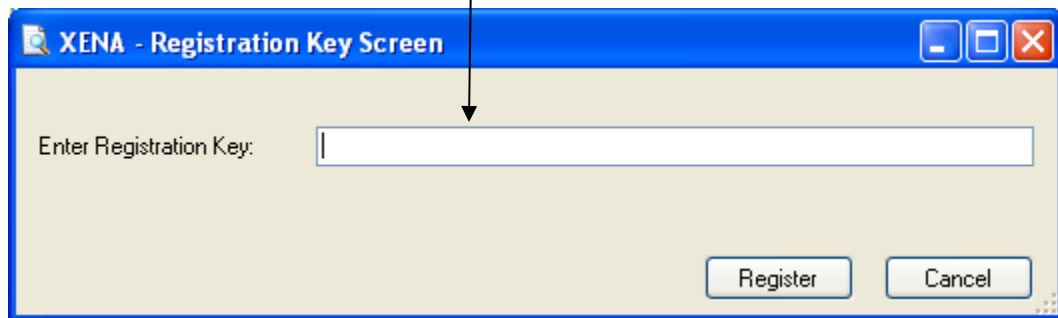 XENA - Registration Key Screen
Enter Registration Key:
Register
Cancel